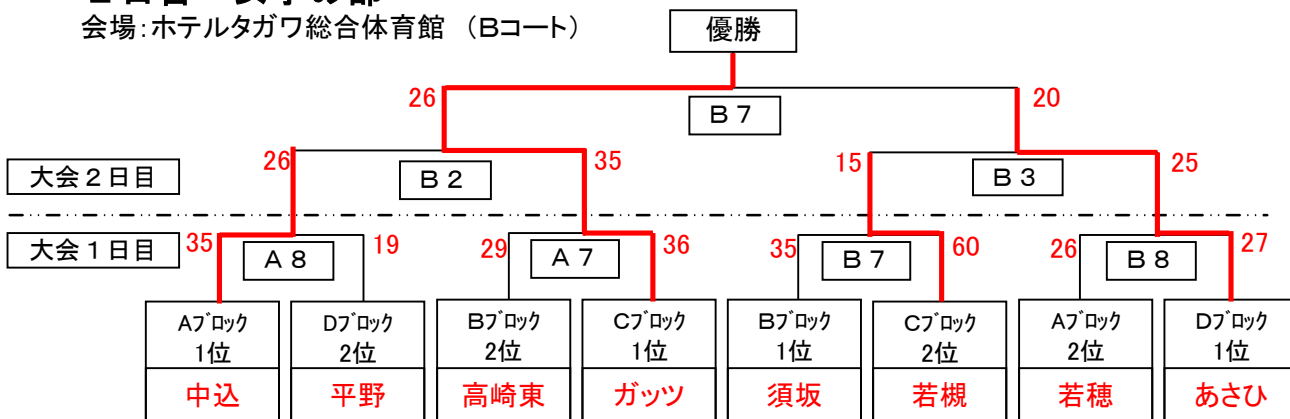 会場：ホテルタガワ総合体育館　（Bコート）
優勝
26
20
B７
26
35
15
25
大会２日目
B２
B３
大会１日目
35
19
29
36
35
60
26
27
A８
A７
B７
B８
Aブロック
1位
Dブロック
2位
Bブロック
2位
Cブロック
1位
Bブロック
1位
Cブロック
2位
Aブロック
2位
Dブロック
1位
中込
平野
高崎東
ガッツ
須坂
若槻
若穂
あさひ